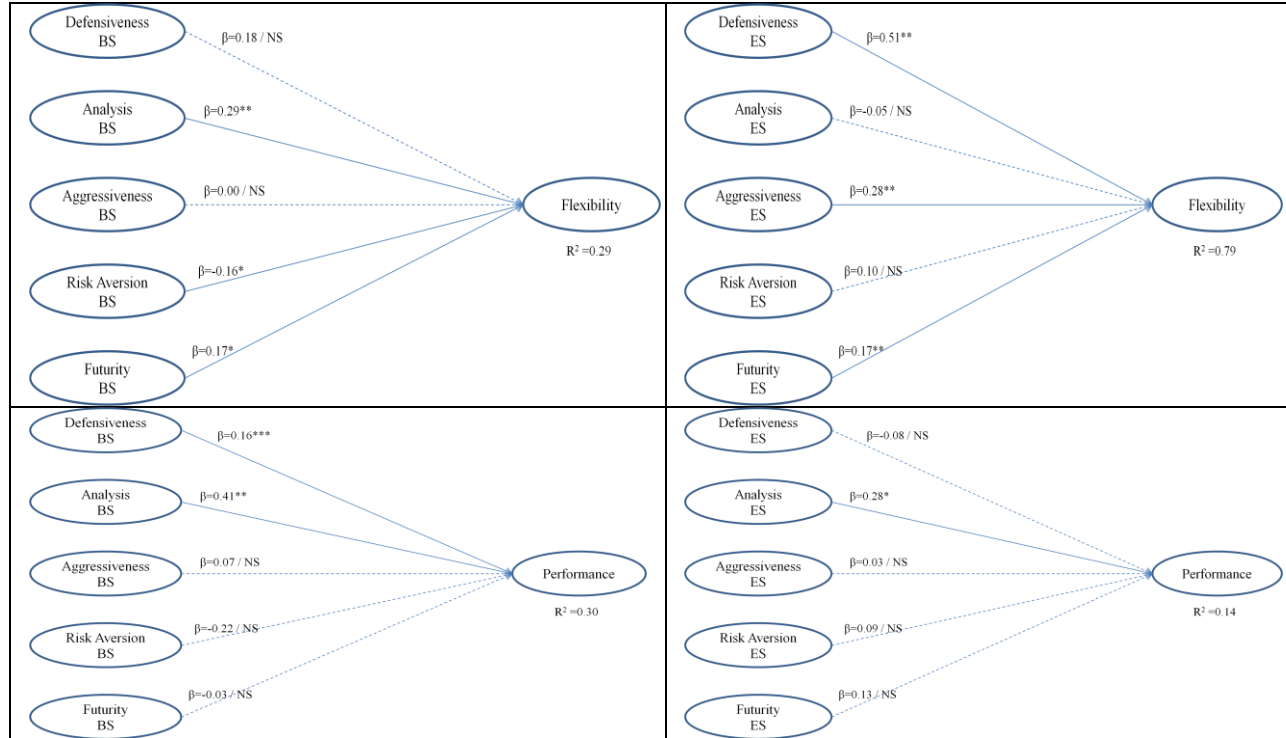 Defensiveness
BS
β=0.18 / NS
Analysis
BS
β=0.29**
Aggressiveness
BS
β=0.00 / NS
Flexibility
R² =0.29
Risk Aversion
BS
β=-0.16*
Futurity
BS
β=0.17*
Defensiveness
ES
β=0.51**
Analysis
ES
β=-0.05 / NS
Aggressiveness
ES
β=0.28**
Flexibility
R² =0.79
Risk Aversion
ES
β=0.10 / NS
Futurity
ES
β=0.17**
Defensiveness
BS
β=0.16***
Analysis
BS
β=0.41**
Aggressiveness
BS
β=0.07 / NS
Performance
R² =0.30
Risk Aversion
BS
β=-0.22 / NS
Futurity
BS
β=-0.03 / NS
Defensiveness
ES
β=-0.08 / NS
Analysis
ES
β=0.28*
Aggressiveness
ES
β=0.03 / NS
Performance
R² =0.14
Risk Aversion
ES
β=0.09 / NS
Futurity
ES
β=0.13 / NS